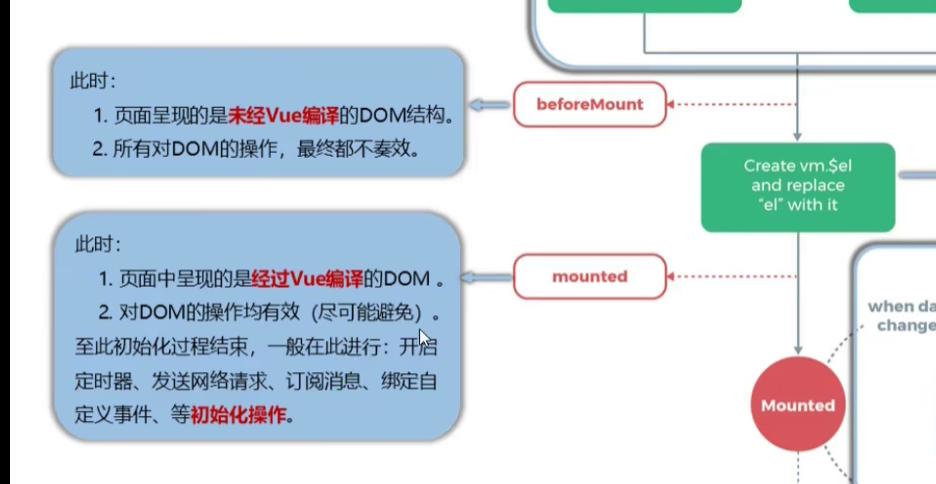 此时：
1. 页面呈现的是未经Vue编译的DOM结构。
2. 所有对DOM的操作，最终都不奏效。
beforeMount
Create vm.$el
and replace
“el” with it
此时：
1. 页面中呈现的是经过Vue编译的DOM 。
2. 对DOM的操作均有效（尽可能避免）。
至此初始化过程结束，一般在此进行：开启
定时器、发送网络请求、订阅消息、绑定自
定义事件、等初始化操作。
mounted
when da
change
Mounted